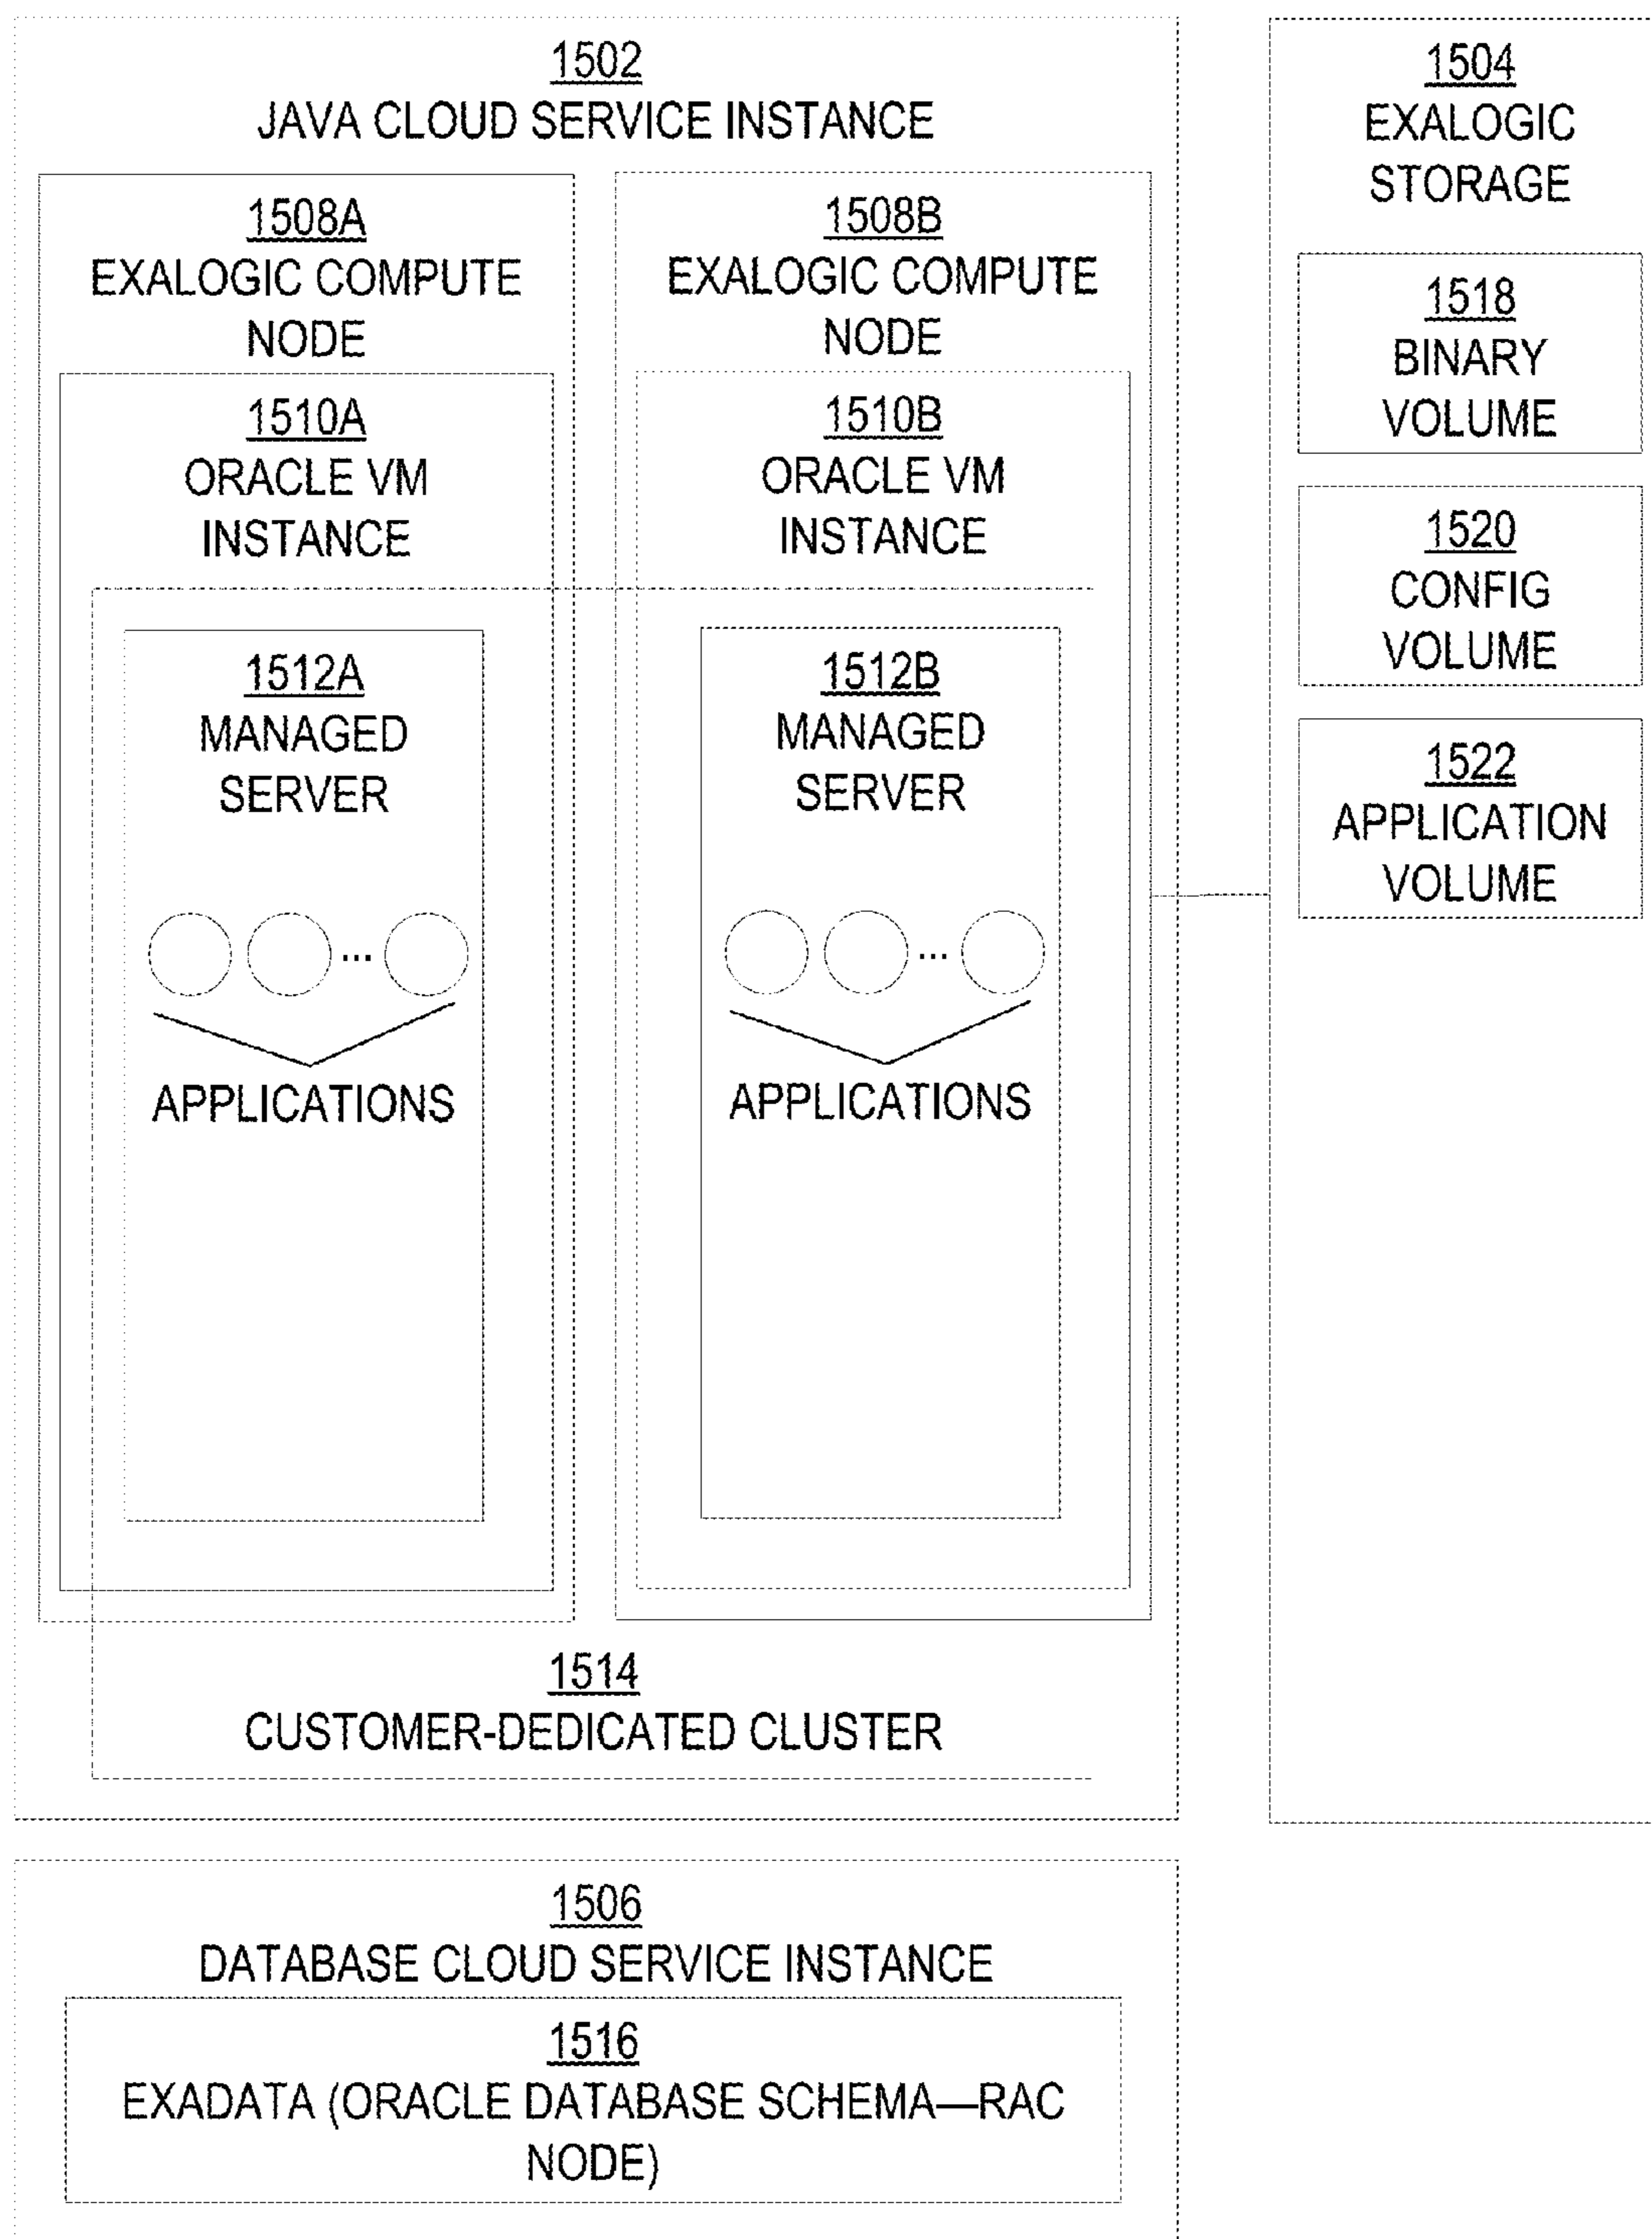 1502
JAVA CLOUD SERVICE INSTANCE
1508A
EXALOGIC COMPUTE
NODE
1510A
ORACLE VM
INSTANCE
1512A
MANAGED
SERVER
...
APPLICATIONS
1508B
EXALOGIC COMPUTE
NODE
1510B
ORACLE VM
INSTANCE
1512B
MANAGED
SERVER
...
APPLICATIONS
1514
CUSTOMER-DEDICATED CLUSTER
1504
EXALOGIC
STORAGE
1518
BINARY
VOLUME
1520
CONFIG
VOLUME
1522
APPLICATION
VOLUME
1506
DATABASE CLOUD SERVICE INSTANCE
1516
EXADATA (ORACLE DATABASE SCHEMA—RAC
NODE)